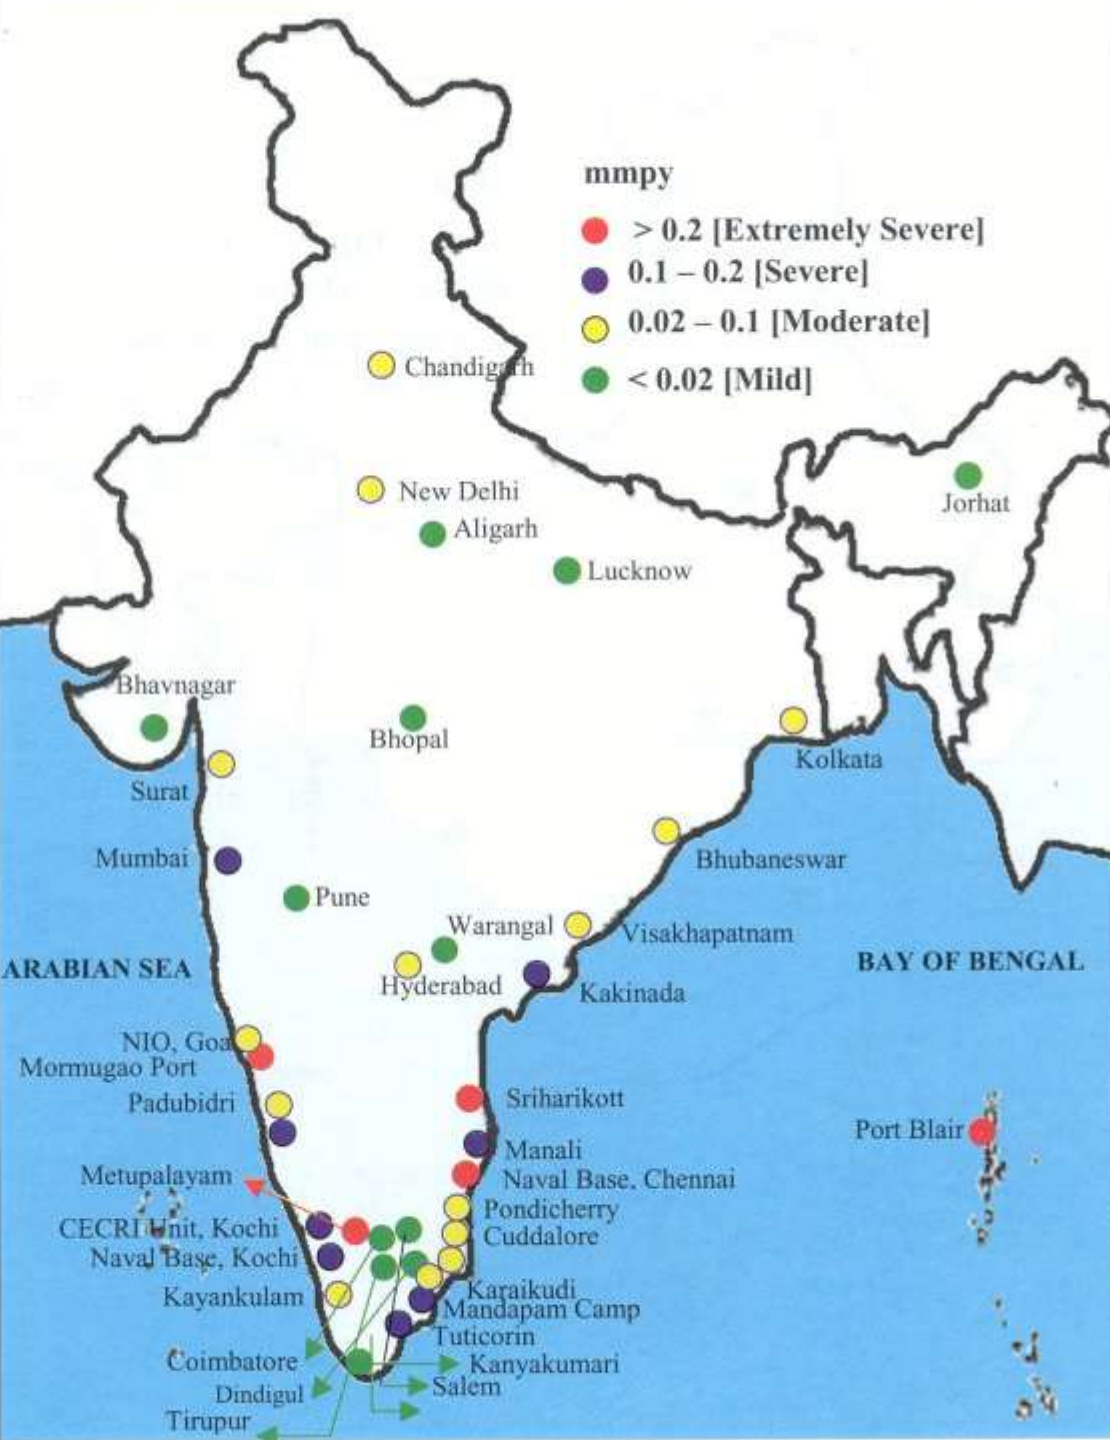 mmpy
> 0.2 [Extremely Severe]
0.1 – 0.2 [Severe]
0.02 – 0.1 [Moderate]
< 0.02 [Mild]
Chandigarh
New Delhi
Aligarh
Jorhat
Lucknow
Bhavnagar
Bhopal
Kolkata
Surat
Mumbai
Bhubaneswar
Pune
Warangal
Visakhapatnam
ARABIAN SEA
BAY OF BENGAL
Hyderabad
Kakinada
NIO, Goa
Mormugao Port
Padubidri
Sriharikott
Port Blair
Manali
Metupalayam
Naval Base, Chennai
Pondicherry
CECRI Unit, Kochi
Cuddalore
Naval Base, Kochi
Karaikudi
Kayankulam
Mandapam Camp
Tuticorin
Coimbatore
Kanyakumari
Dindigul
Salem
Tirupur